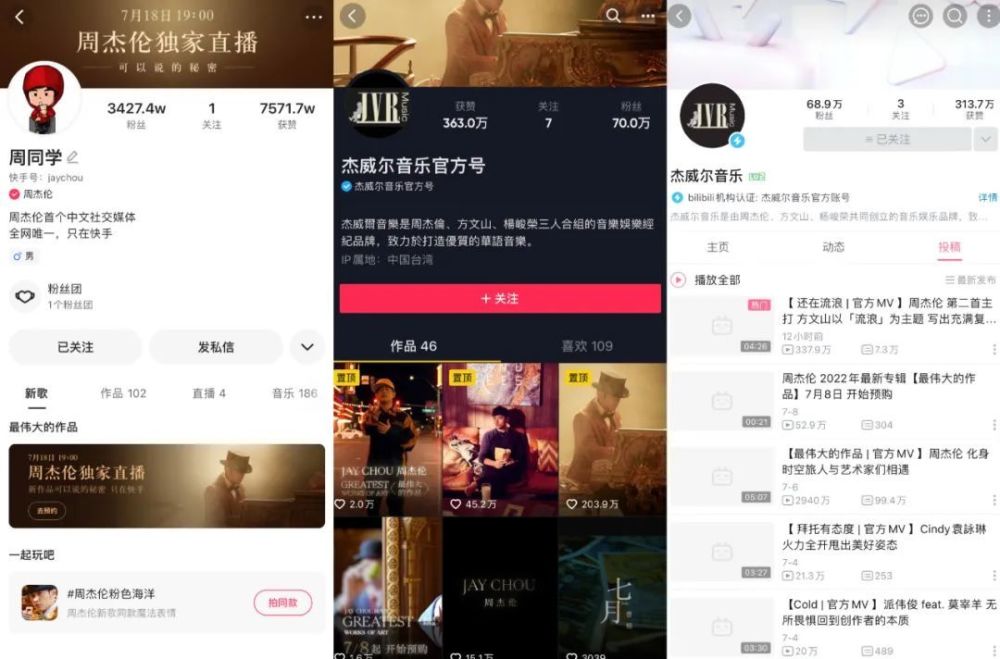 7月18日 19:00
周杰伦独家直播
可以说的秘密
3427.4w
1
7571.7w
粉丝
关注
获赞
周同学
快手号: jaychou
周杰伦
周杰伦首个中文社交媒体
全网唯一，只在快手
男
粉丝团
1个粉丝团
已关注
发私信
新歌
作品 102
直播 4
音乐 186
最伟大的作品
7月18日 19:00
周杰伦独家直播
新作品可以说的秘密 只在快手
去预约
一起玩吧
#周杰伦粉色海洋
周杰伦新歌同款魔法表情
拍同款
JVR Music
获赞
关注
粉丝
363.0万
7
70.0万
杰威尔音乐官方号
杰威尔音乐官方号
杰威爾音樂是周杰倫、方文山、楊峻榮三人合組的音樂娛樂經
紀品牌，致力於打造優質的華語音樂。
IP属地：中国台湾
+ 关注
作品 46
喜欢 109
置顶
置顶
置顶
JAY CHOU 周杰伦
GREATEST 最伟大
WORKS OF ART 的作品
2.0万
45.2万
203.9万
GREATEST
WORKS OF ART
7/8起 开始预购
1.6万
JAY CHOU
周杰伦
15.1万
七月
2039
JVR Music
68.9万
3
313.7万
粉丝
关注
获赞
已关注
杰威尔音乐
bilibili机构认证: 杰威尔音乐官方账号
详情
杰威尔音乐是由周杰伦、方文山、杨峻荣共同创立的音乐娱乐品牌，致...
主页
动态
投稿
播放全部
最新发布
热门
04:26
【 还在流浪 | 官方 MV 】周杰伦 第二首主
打 方文山以「流浪」为主题 写出充满复...
12小时前
337.9万
7.3万
00:21
周杰伦 2022年最新专辑【最伟大的作
品】7月8日 开始预购
7-8
52.9万
304
05:07
【最伟大的作品 | 官方 MV 】周杰伦 化身
时空旅人与艺术家们相遇
7-6
2940万
99.4万
03:27
【 拜托有态度 | 官方 MV 】Cindy袁詠琳
火力全开甩出美好姿态
7-4
21.3万
253
03:30
【Cold | 官方 MV 】派伟俊 feat. 莫宰羊 无
所畏惧回到创作者的本质
7-4
20万
489